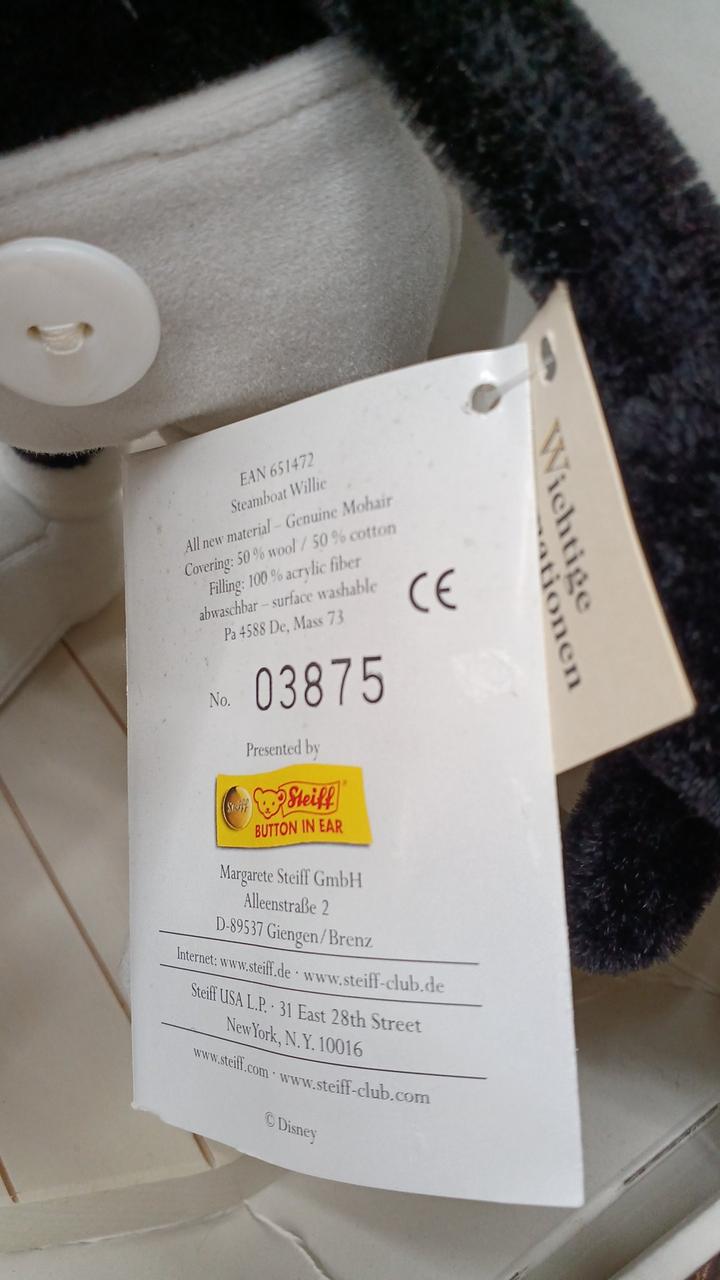 EAN 651472
Steamboat Willie
All new material – Genuine Mohair
Covering: 50 % wool / 50 % cotton
Filling: 100 % acrylic fiber
abwaschbar – surface washable
Pa 4588 De, Mass 73
CE
No. 03875
Presented by
Steiff
Steiff
BUTTON IN EAR
Margarete Steiff GmbH
Alleenstraße 2
D-89537 Giengen/Brenz
Internet: www.steiff.de · www.steiff-club.de
Steiff USA L.P. · 31 East 28th Street
NewYork, N.Y. 10016
www.steiff.com · www.steiff-club.com
© Disney
Wichtige